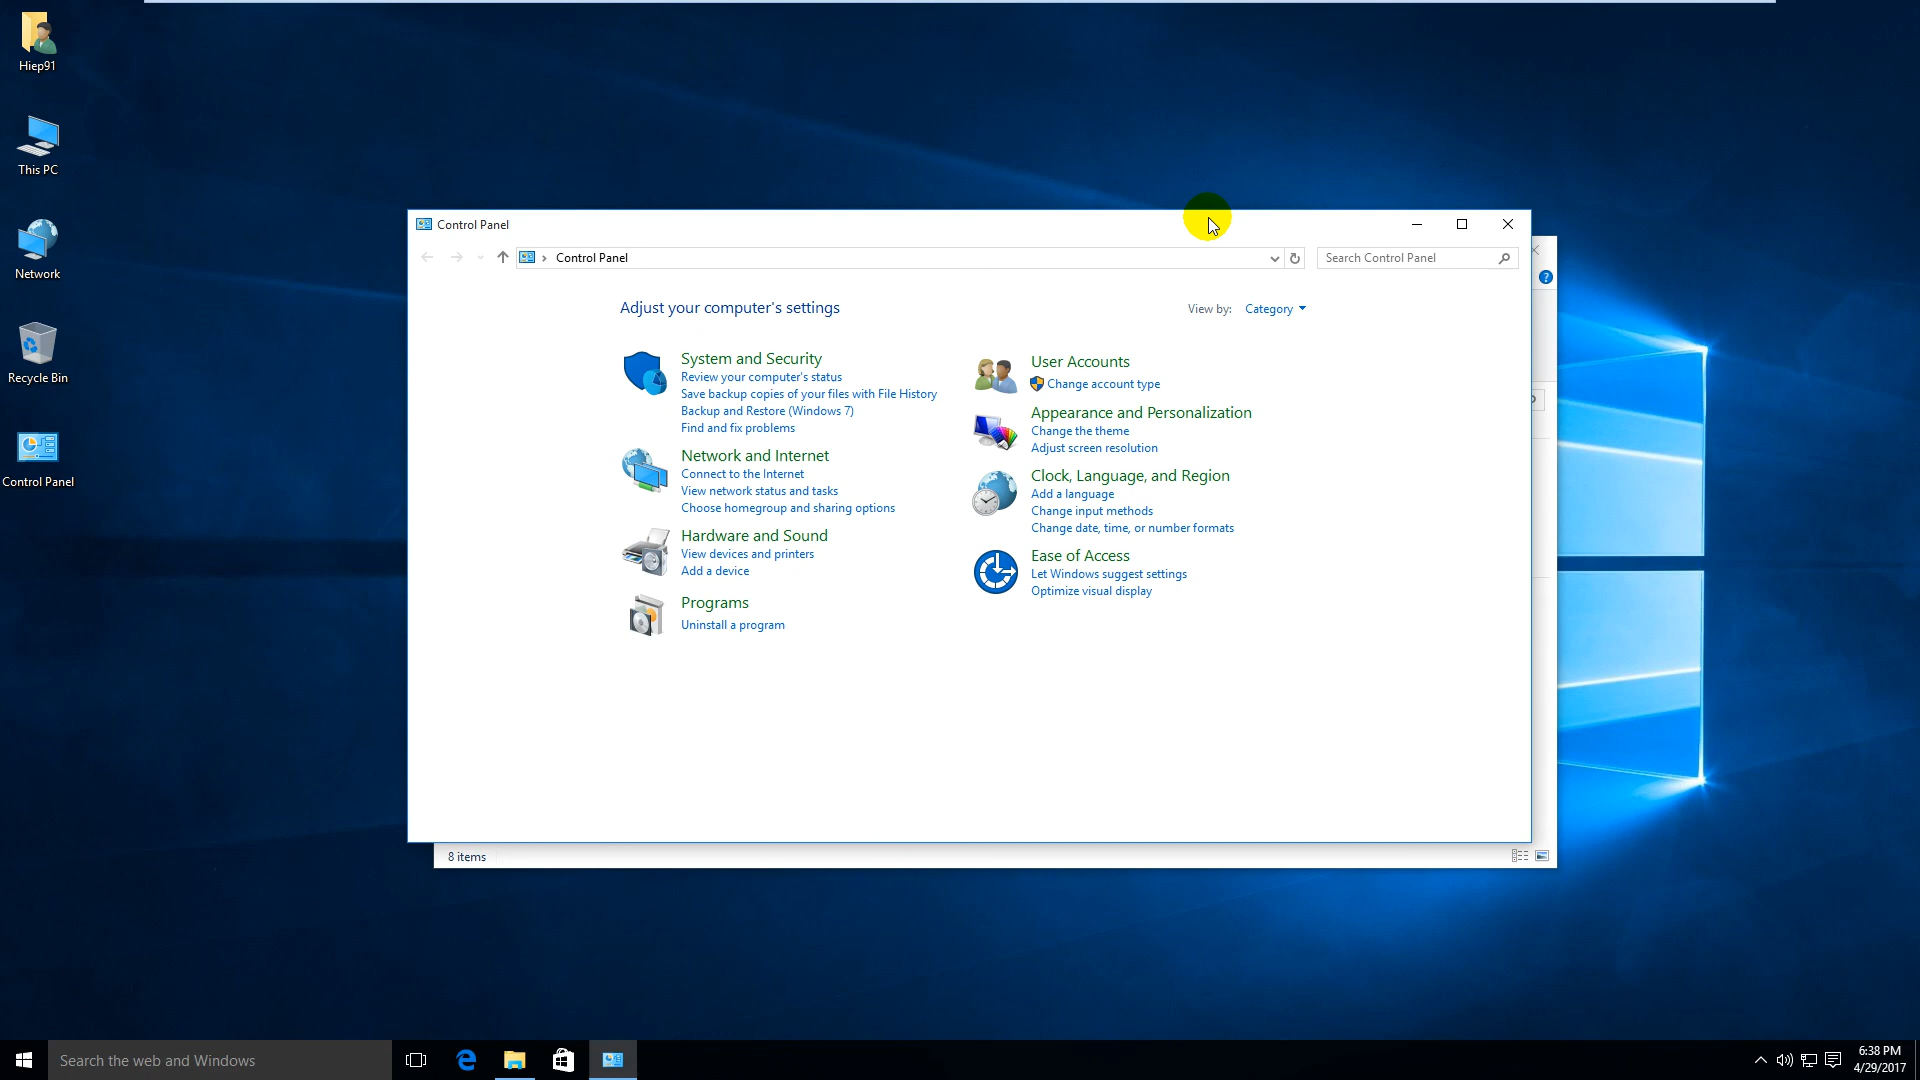 Hiep91
This PC
Network
Recycle Bin
Control Panel
Control Panel
Control Panel
Search Control Panel
Adjust your computer's settings
View by: Category
System and Security
Review your computer's status
Save backup copies of your files with File History
Backup and Restore (Windows 7)
Find and fix problems
Network and Internet
Connect to the Internet
View network status and tasks
Choose homegroup and sharing options
Hardware and Sound
View devices and printers
Add a device
Programs
Uninstall a program
User Accounts
Change account type
Appearance and Personalization
Change the theme
Adjust screen resolution
Clock, Language, and Region
Add a language
Change input methods
Change date, time, or number formats
Ease of Access
Let Windows suggest settings
Optimize visual display
8 items
Search the web and Windows
6:38 PM
4/29/2017